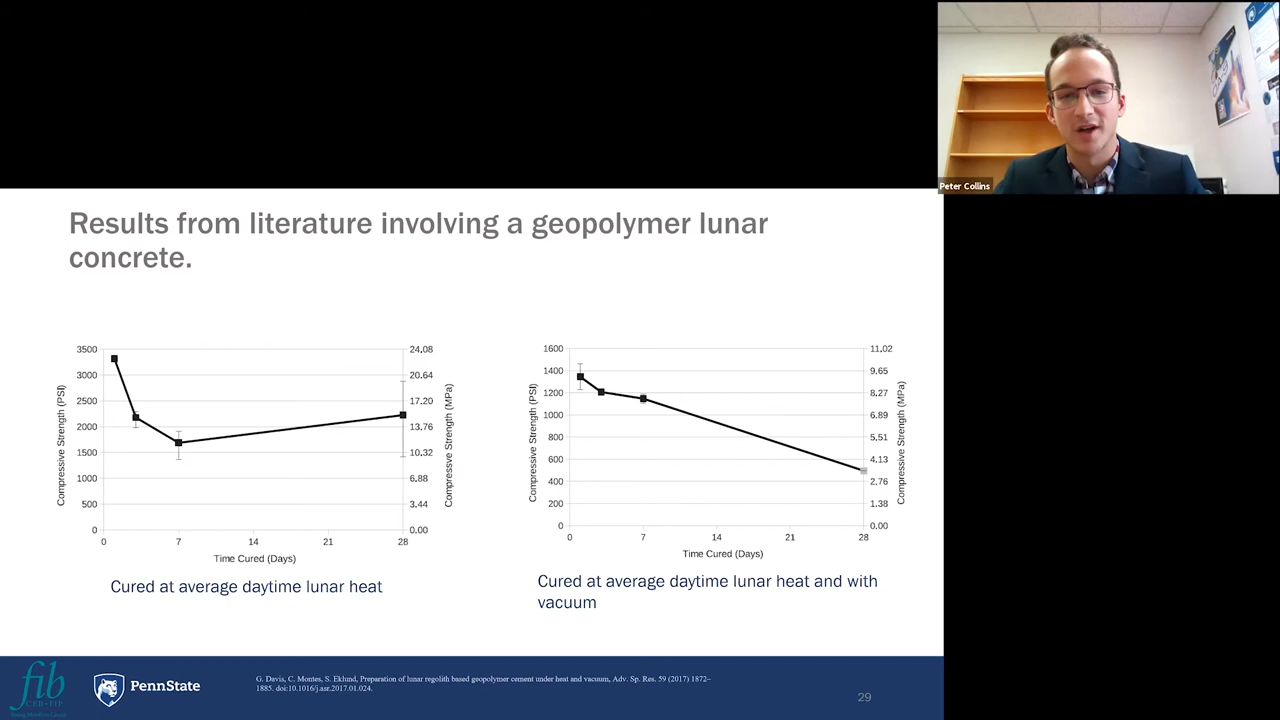 Peter Collins
Results from literature involving a geopolymer lunar
concrete.
3500
3000
2500
2000
1500
1000
500
0
24,08
20.64
17.20
13.76
10.32
6,88
3.44
0.00
0
7
14
21
28
Compressive Strength (PSI)
Compressve Strength (MPa)
Time Cured (Days)
Cured at average daytime lunar heat
1600
1400
1200
1000
800
600
400
200
0
11,02
9.65
8,27
6,89
5,51
4,13
2.76
1.38
0.00
0
7
14
21
28
Compressive Strength (PSI)
Compressive Strength (MPa)
Time Cured (Days)
Cured at average daytime lunar heat and with
vacuum
fib
CEB-FIP
PennState
G. Davis, C. Montes, S. Eklund, Preparation of lunar regolith based geopolymer cement under heat and vacuum, Adv. Sp. Res. 59 (2017) 1872–
1885. doi:10.1016/j.asr.2017.01.024.
29